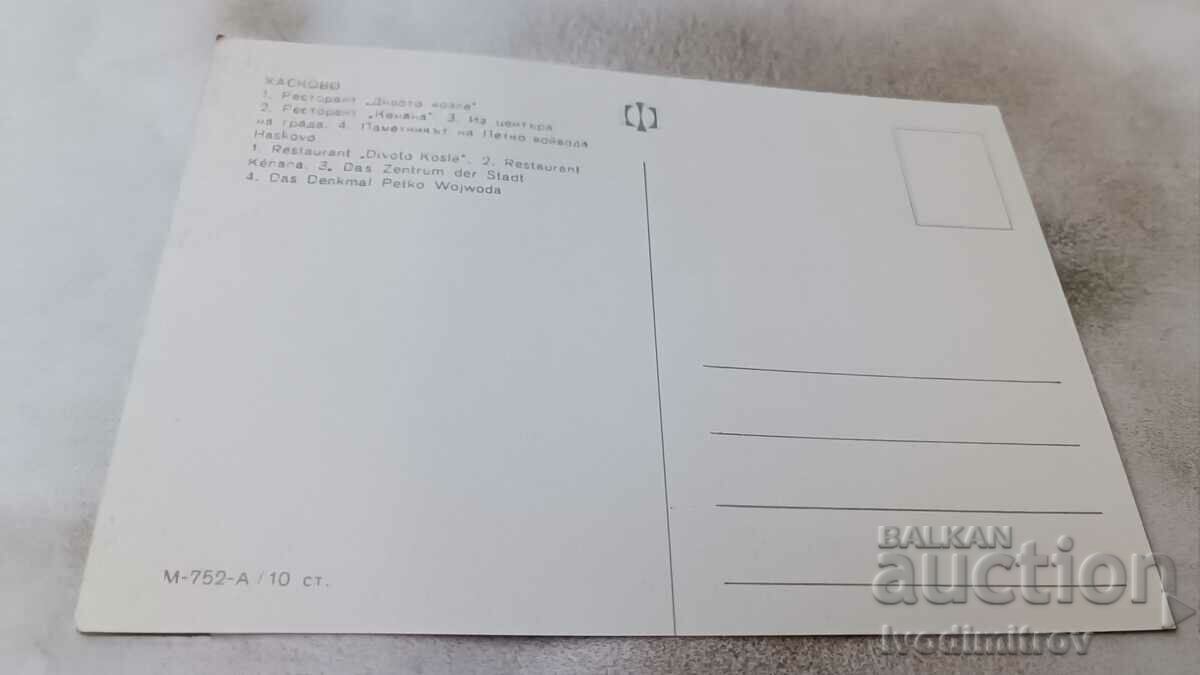 ХАСКОВО
1. Ресторант „Дивото козле"
2. Ресторант „Кенана" 3. Из центъра
на града. 4. Паметникът на Петко войвода
Haskovo
1. Restaurant „Divoto Kosle". 2. Restaurant
Kénana. 3. Das Zentrum der Stadt
4. Das Denkmal Petko Wojwoda
М-752-А / 10 ст.
BALKAN
auction
Ivodimitrov